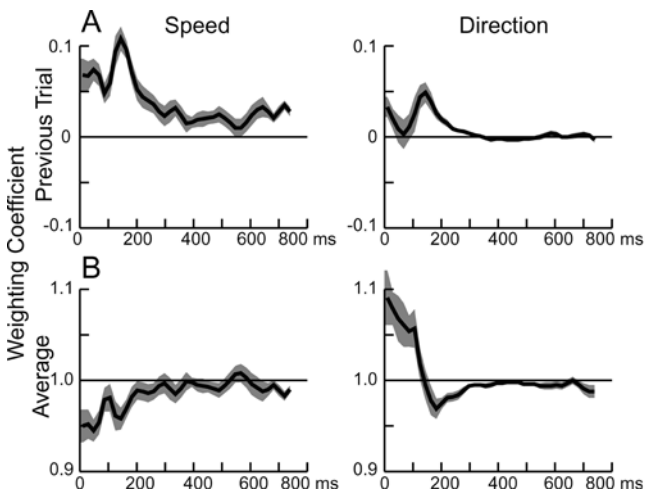 A
Speed
Direction
Weighting Coefficient
Previous Trial
0.1
0
-0.1
0 200 400 600 800 ms
0.1
0
-0.1
0 200 400 600 800 ms
B
Average
1.1
1.0
0.9
0 200 400 600 800 ms
1.1
1.0
0.9
0 200 400 600 800 ms